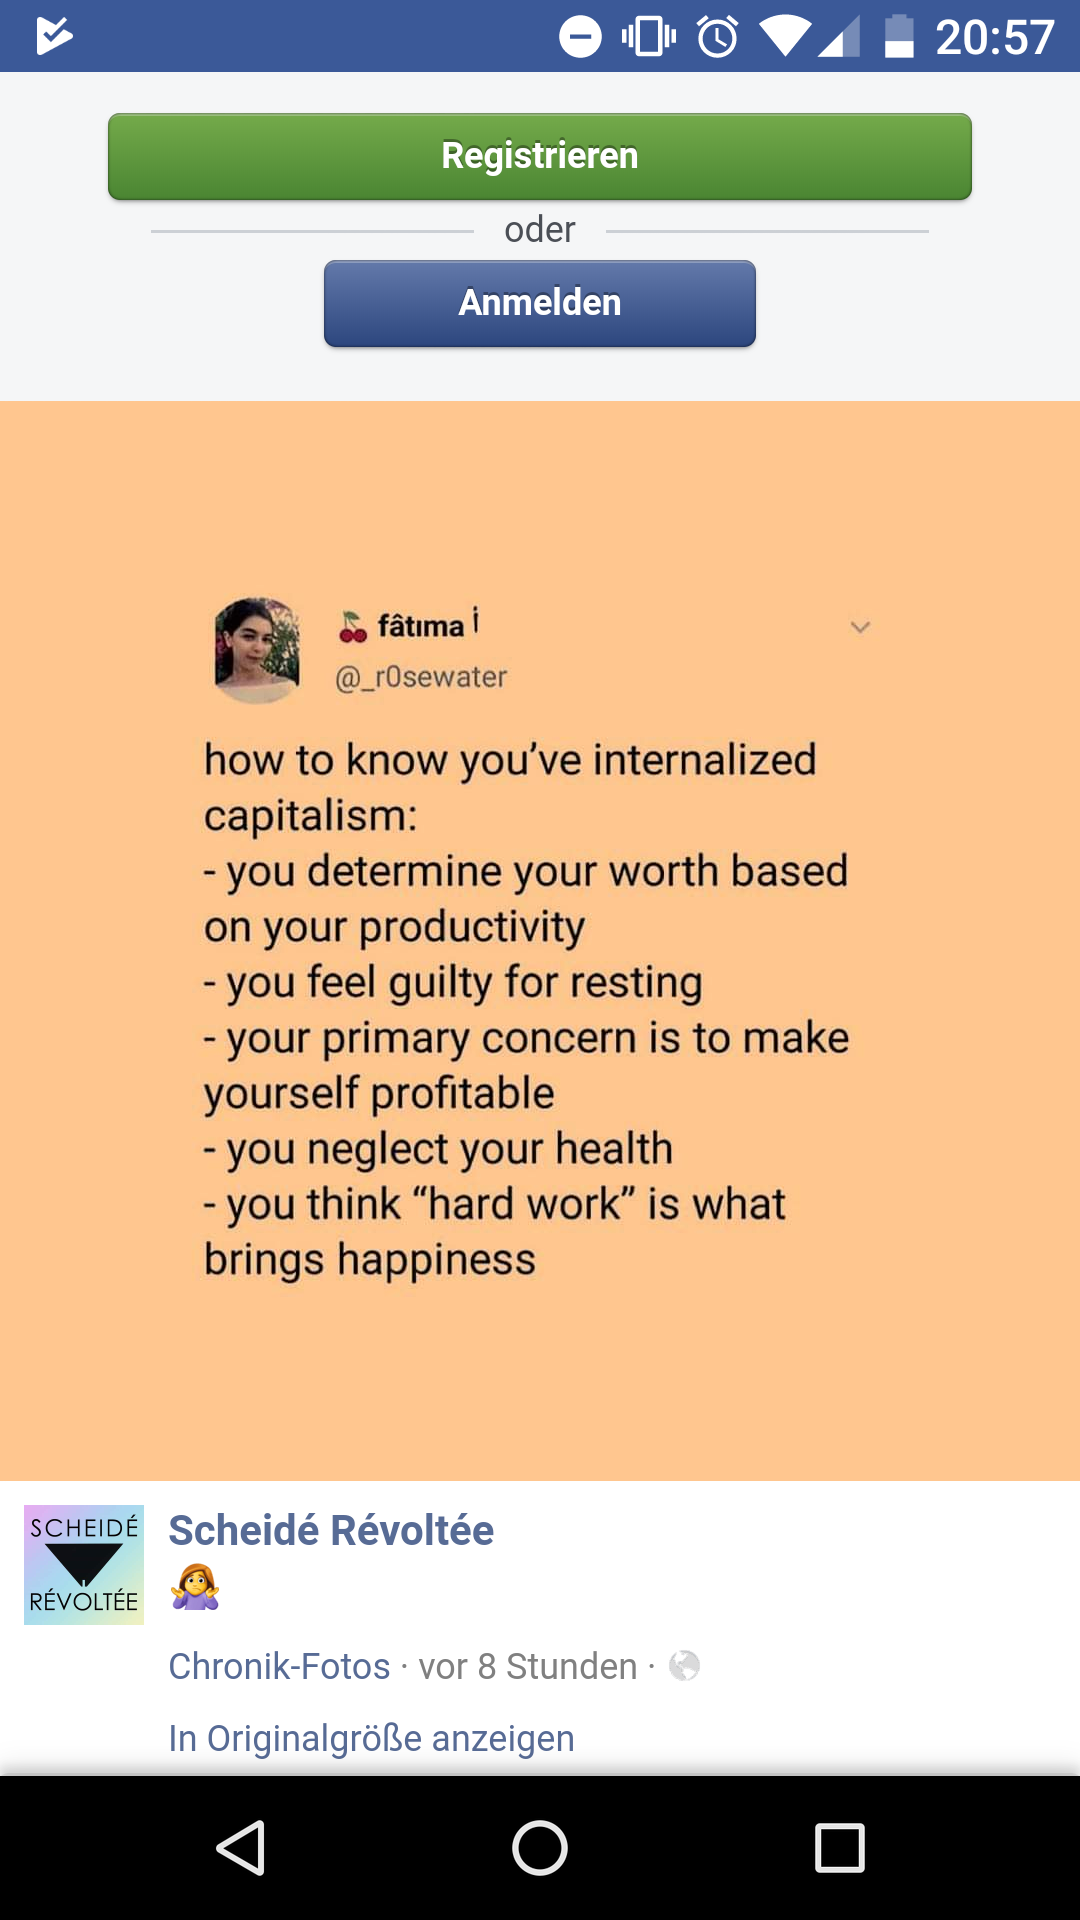 20:57
Registrieren
oder
Anmelden
🍒 fâtıma
@_r0sewater
how to know you’ve internalized
capitalism:
- you determine your worth based
on your productivity
- you feel guilty for resting
- your primary concern is to make
yourself profitable
- you neglect your health
- you think “hard work” is what
brings happiness
SCHEIDÉ
RÉVOLTÉE
Scheidé Révoltée
🤷‍♀️
Chronik-Fotos · vor 8 Stunden ·
In Originalgröße anzeigen